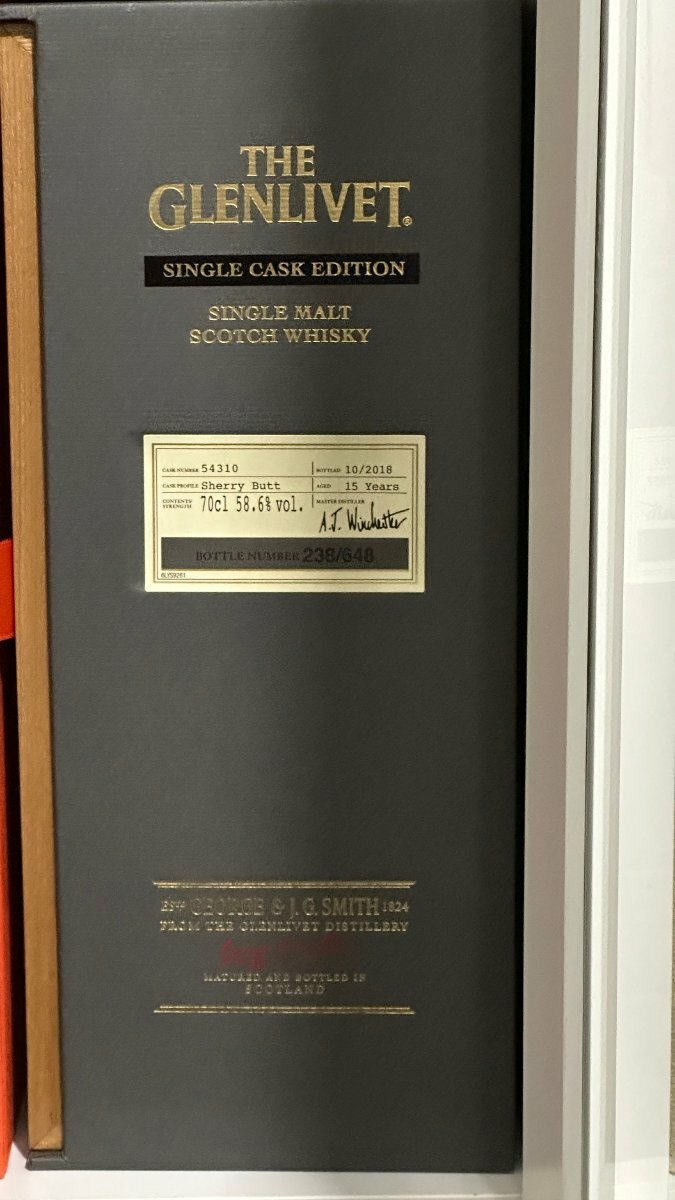 THE
GLENLIVET®
SINGLE CASK EDITION
SINGLE MALT
SCOTCH WHISKY
CASK NUMBER 54310 BOTTLED 10/2018
CASK PROFILE Sherry Butt AGED 15 Years
CONTENTS/ STRENGTH 70cl 58.6% vol. MASTER DISTILLER
A.J. Winchester
BOTTLE NUMBER 238/648
6LYS9261
ESTD GEORGE & J.G. SMITH 1824
FROM THE GLENLIVET DISTILLERY
MATURED AND BOTTLED IN
SCOTLAND